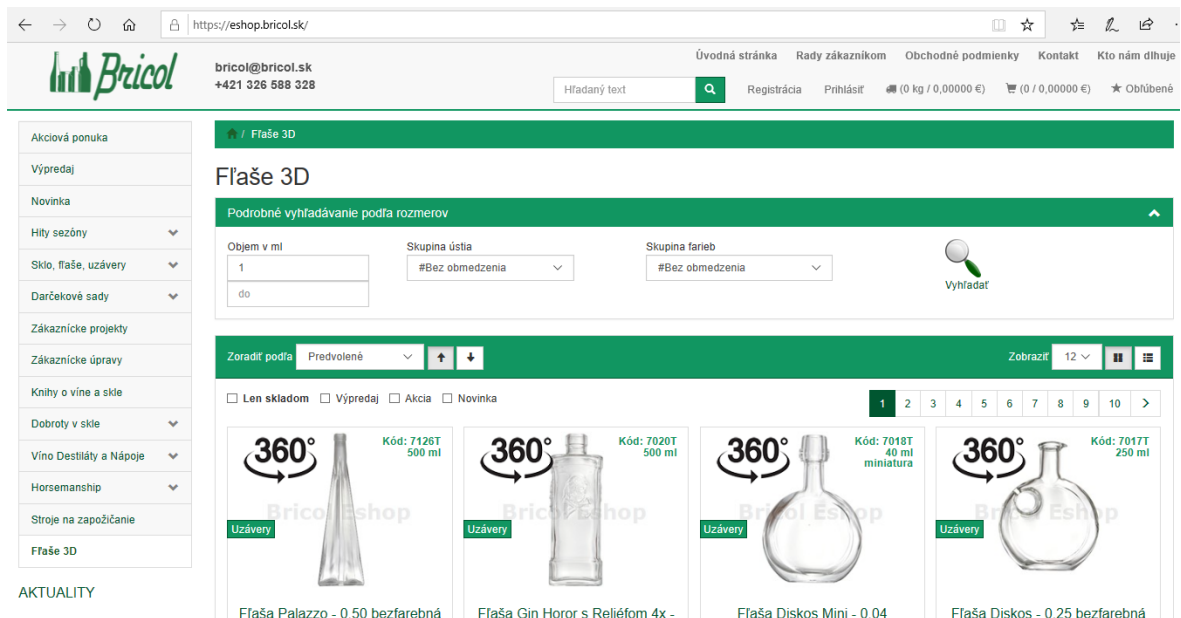 https://eshop.bricol.sk/
Bricol
bricol@bricol.sk
+421 326 588 328
Úvodná stránka Rady zákazníkom Obchodné podmienky Kontakt Kto nám dlhuje
Hľadaný text
Registrácia Prihlásiť (0 kg / 0,00000 €) (0 / 0,00000 €) Obľúbené
Akciová ponuka
Výpredaj
Novinka
Hity sezóny
Sklo, fľaše, uzávery
Darčekové sady
Zákaznícke projekty
Zákaznícke úpravy
Knihy o víne a skle
Dobroty v skle
Víno Destiláty a Nápoje
Horsemanship
Stroje na zapožičanie
Fľaše 3D
AKTUALITY
/ Fľaše 3D
Fľaše 3D
Podrobné vyhľadávanie podľa rozmerov
Objem v ml Skupina ústia Skupina farieb
1 #Bez obmedzenia #Bez obmedzenia
do
Vyhľadať
Zoradiť podľa Predvolené Zobraziť 12
Len skladom Výpredaj Akcia Novinka
1 2 3 4 5 6 7 8 9 10
360°
Kód: 7126T
500 ml
Bricol Eshop
Uzávery
Fľaša Palazzo - 0,50 bezfarebná
360°
Kód: 7020T
500 ml
Bricol Eshop
Uzávery
Fľaša Gin Horor s Reliéfom 4x -
360°
Kód: 7018T
40 ml
miniatura
Bricol Eshop
Uzávery
Fľaša Diskos Mini - 0,04
360°
Kód: 7017T
250 ml
Bricol Eshop
Uzávery
Fľaša Diskos - 0,25 bezfarebná